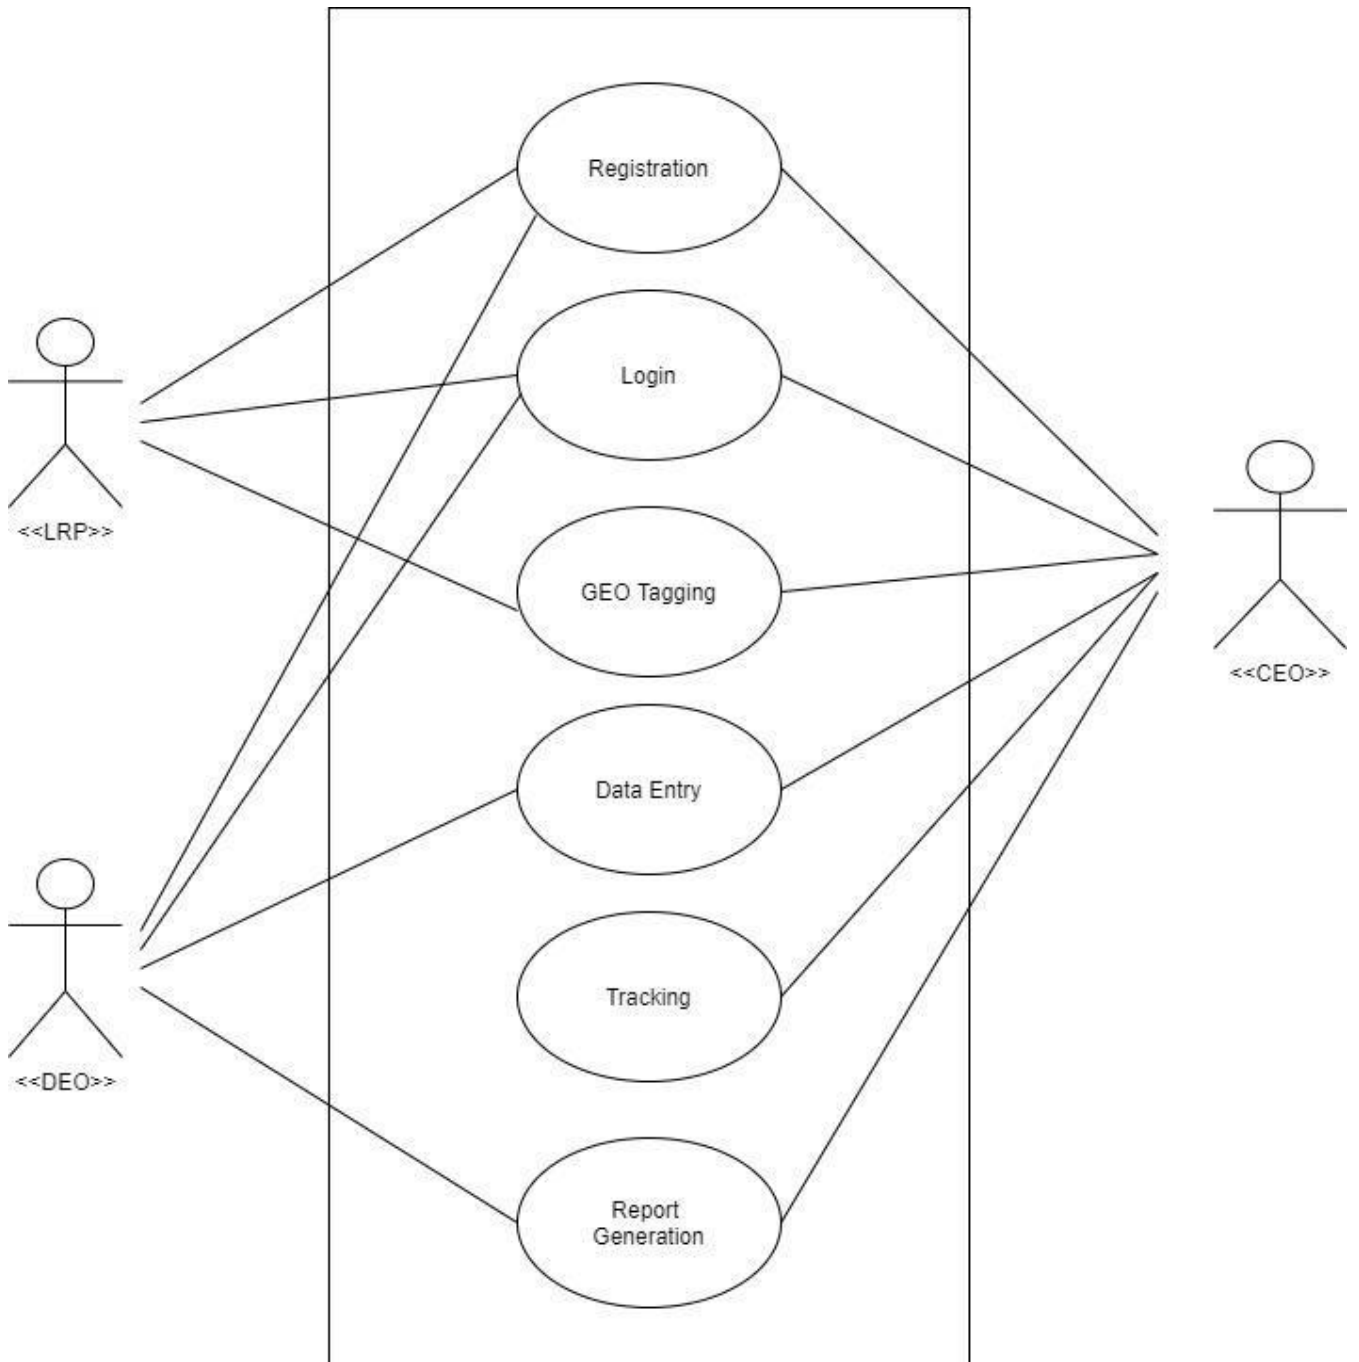 Registration
Login
<<LRP>>
GEO Tagging
<<CEO>>
Data Entry
Tracking
<<DEO>>
Report
Generation